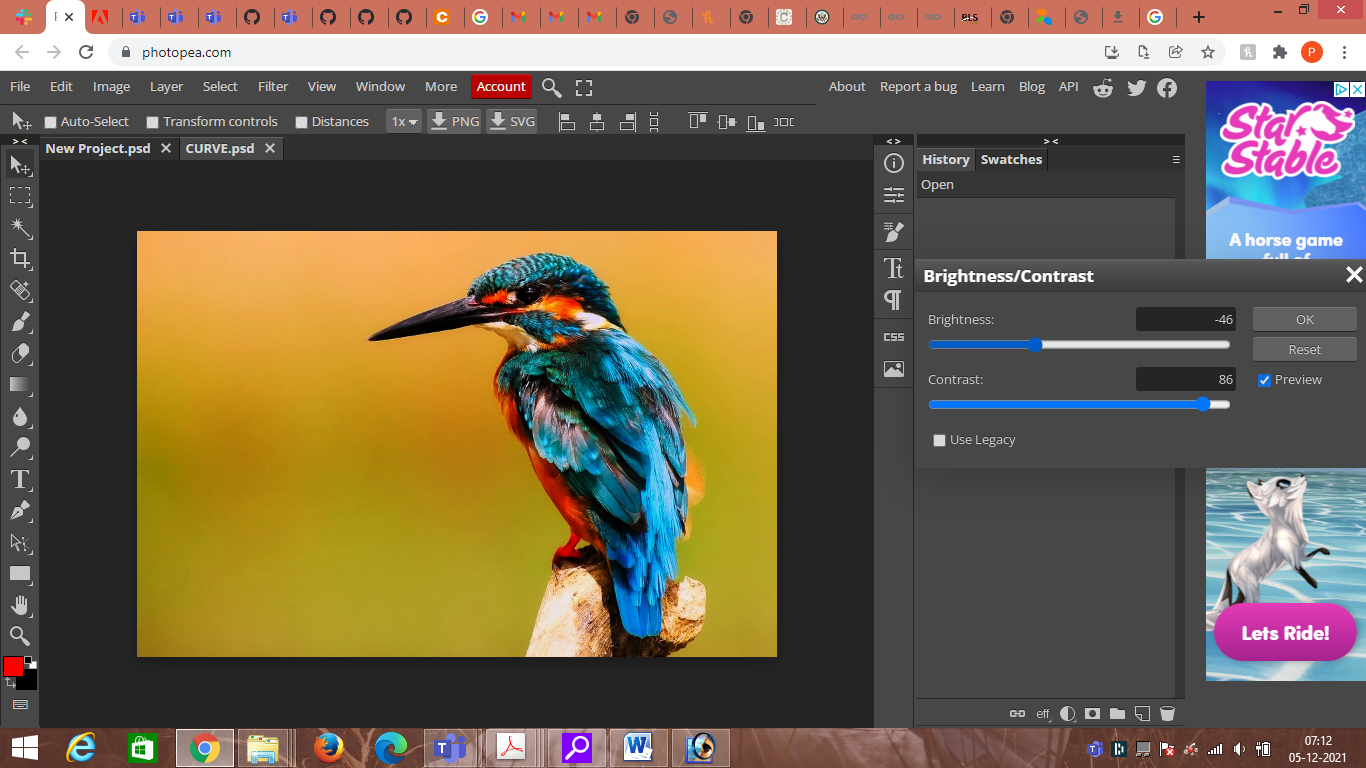 photopea.com
P
File Edit Image Layer Select Filter View Window More Account
About Report a bug Learn Blog API
Auto-Select Transform controls Distances 1x PNG SVG
New Project.psd CURVE.psd
History Swatches
Open
Star Stable
A horse game
full of
Brightness/Contrast
Brightness: -46 OK
Reset
Contrast: 86 Preview
Use Legacy
CSS
eff
Lets Ride!
07:12
05-12-2021